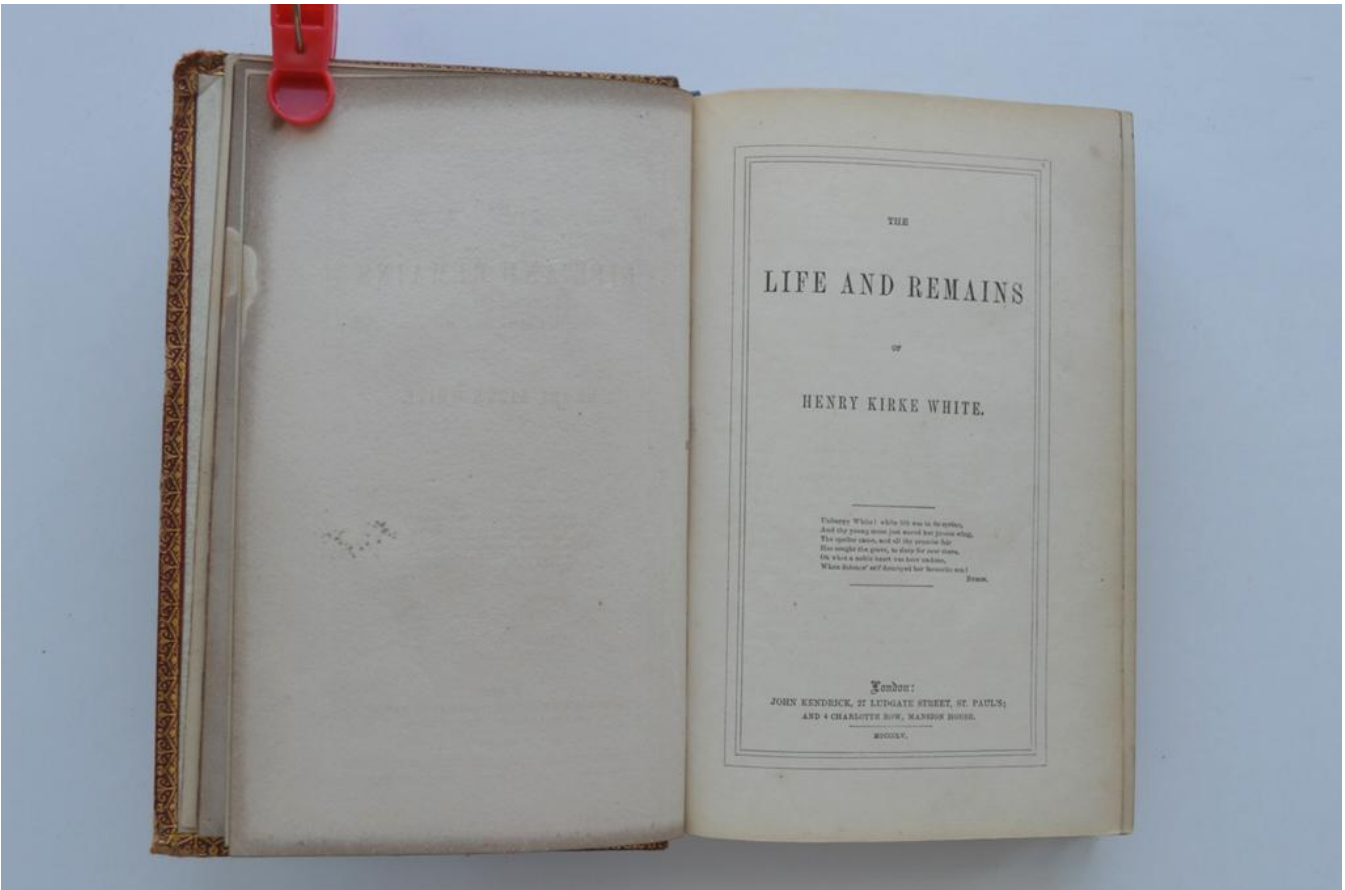 THE
LIFE AND REMAINS
OF
HENRY KIRKE WHITE.
Unhappy White! while life was in its spring,
And thy young muse just waved her joyous wing,
The spoiler came, and all thy promise fair
Has sought the grave, to sleep for ever there,
Oh what a noble heart was here undone,
When Science' self destroyed her favourite son!
BYRON.
London:
JOHN KENDRICK, 27 LUDGATE STREET, ST. PAUL'S;
AND 4 CHARLOTTE ROW, MANSION HOUSE.